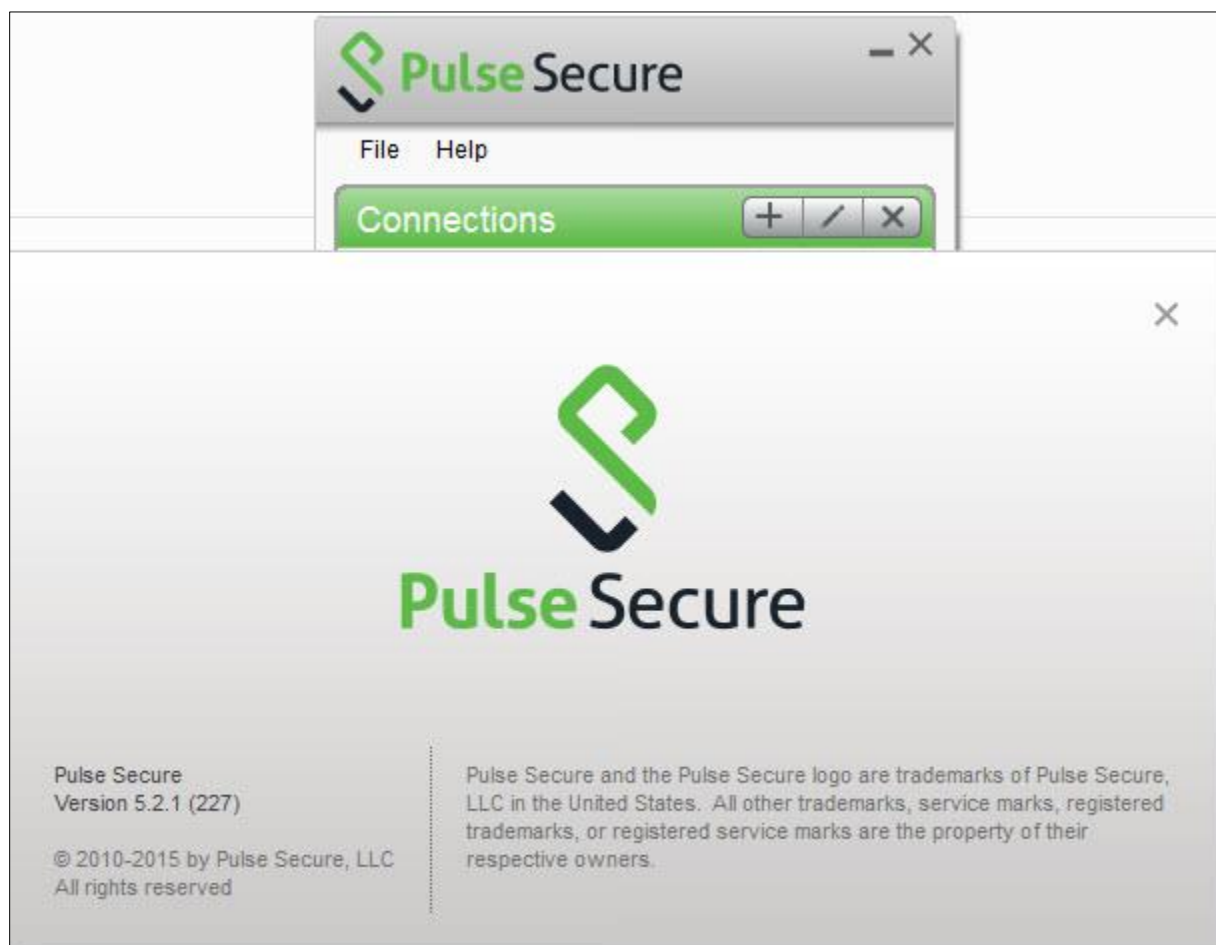 Pulse Secure
File Help
Connections
Pulse Secure
Pulse Secure
Version 5.2.1 (227)
© 2010-2015 by Pulse Secure, LLC
All rights reserved
Pulse Secure and the Pulse Secure logo are trademarks of Pulse Secure,
LLC in the United States. All other trademarks, service marks, registered
trademarks, or registered service marks are the property of their
respective owners.